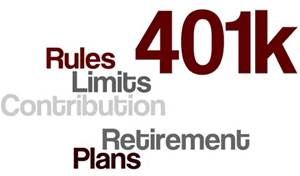 401k
Rules
Limits
Contribution
Retirement
Plans